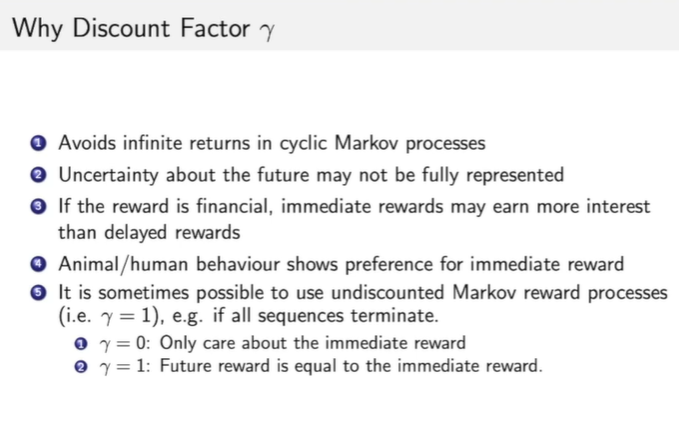 Why Discount Factor γ
1 Avoids infinite returns in cyclic Markov processes
2 Uncertainty about the future may not be fully represented
3 If the reward is financial, immediate rewards may earn more interest
than delayed rewards
4 Animal/human behaviour shows preference for immediate reward
5 It is sometimes possible to use undiscounted Markov reward processes
(i.e. γ = 1), e.g. if all sequences terminate.
1 γ = 0: Only care about the immediate reward
2 γ = 1: Future reward is equal to the immediate reward.